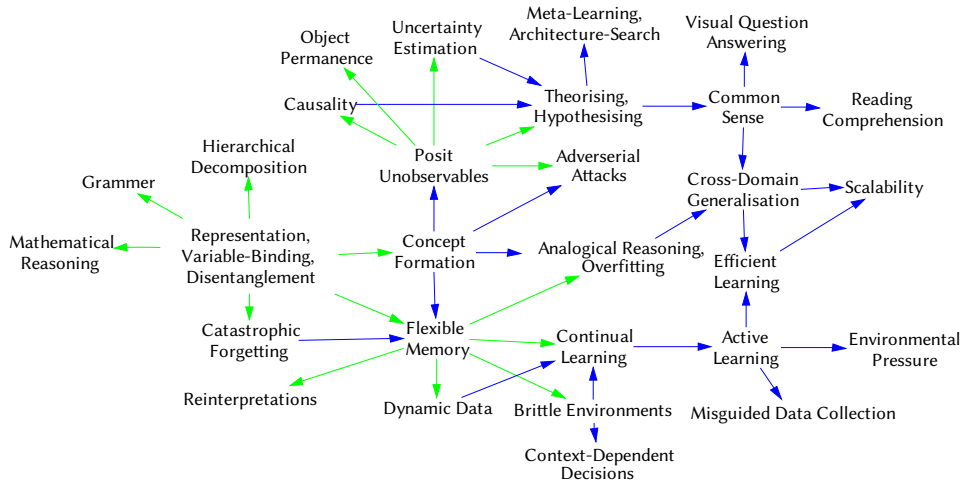 Meta-Learning,
Architecture-Search
Visual Question
Answering
Uncertainty
Estimation
Object
Permanence
Causality
Theorising,
Hypothesising
Common
Sense
Reading
Comprehension
Hierarchical
Decomposition
Posit
Unobservables
Adverserial
Attacks
Grammer
Cross-Domain
Generalisation
Scalability
Mathematical
Reasoning
Representation,
Variable-Binding,
Disentanglement
Concept
Formation
Analogical Reasoning,
Overfitting
Efficient
Learning
Catastrophic
Forgetting
Flexible
Memory
Continual
Learning
Active
Learning
Environmental
Pressure
Reinterpretations
Dynamic Data
Brittle Environments
Misguided Data Collection
Context-Dependent
Decisions